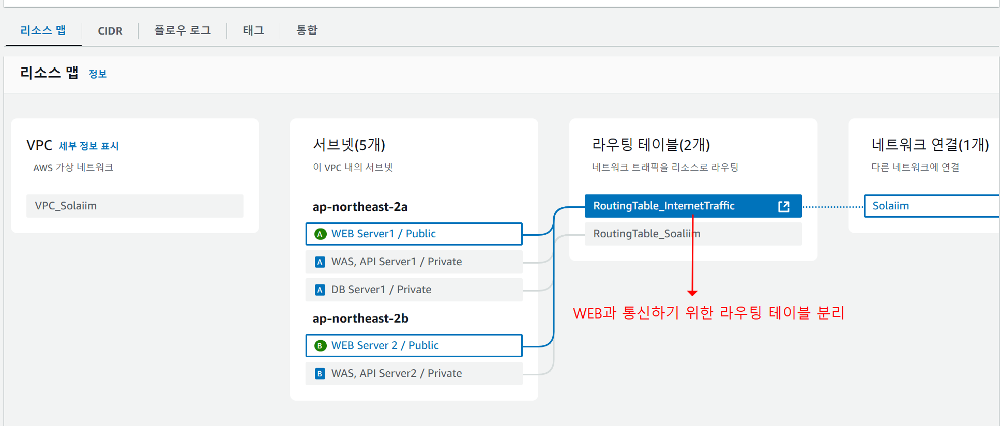 리소스 맵
CIDR
플로우 로그
태그
통합
리소스 맵 정보
VPC 세부 정보 표시
AWS 가상 네트워크
VPC_Solaiim
서브넷(5개)
이 VPC 내의 서브넷
ap-northeast-2a
A WEB Server1 / Public
A WAS, API Server1 / Private
A DB Server1 / Private
ap-northeast-2b
B WEB Server 2 / Public
B WAS, API Server2 / Private
라우팅 테이블(2개)
네트워크 트래픽을 리소스로 라우팅
RoutingTable_InternetTraffic
RoutingTable_Soaliim
WEB과 통신하기 위한 라우팅 테이블 분리
네트워크 연결(1개)
다른 네트워크에 연결
Solaiim